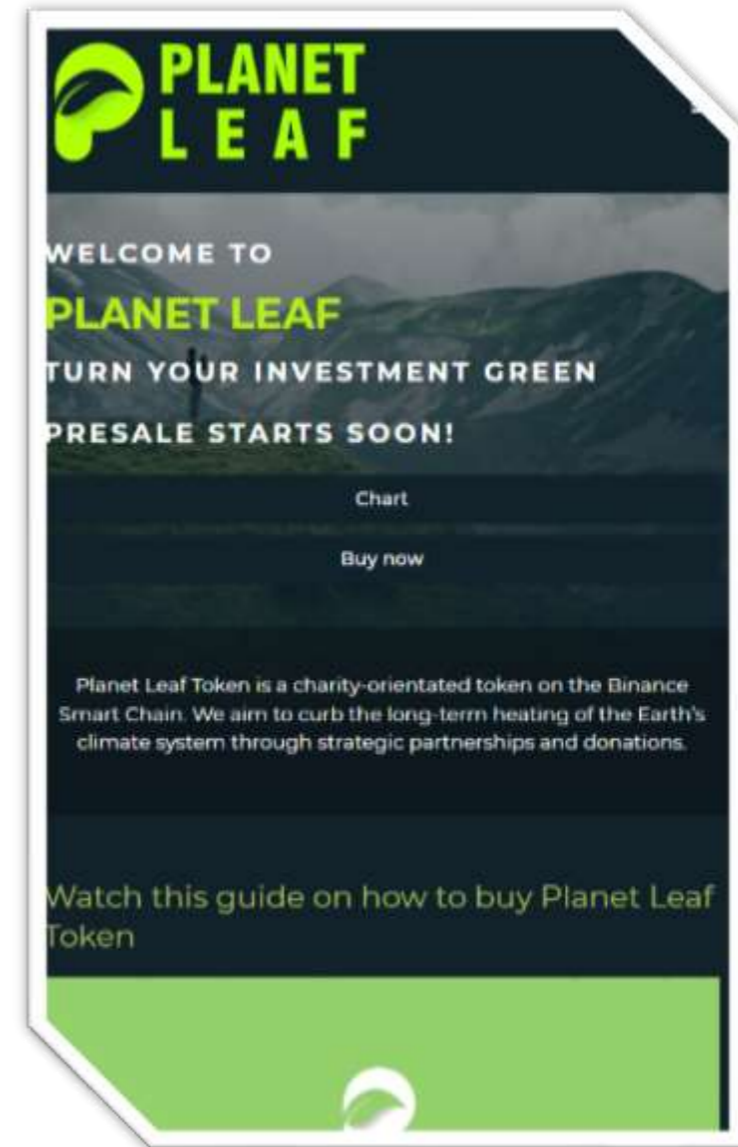 PLANET
LEAF
WELCOME TO
PLANET LEAF
TURN YOUR INVESTMENT GREEN
PRESALE STARTS SOON!
Chart
Buy now
Planet Leaf Token is a charity-orientated token on the Binance
Smart Chain. We aim to curb the long-term heating of the Earth's
climate system through strategic partnerships and donations.
Watch this guide on how to buy Planet Leaf
Token